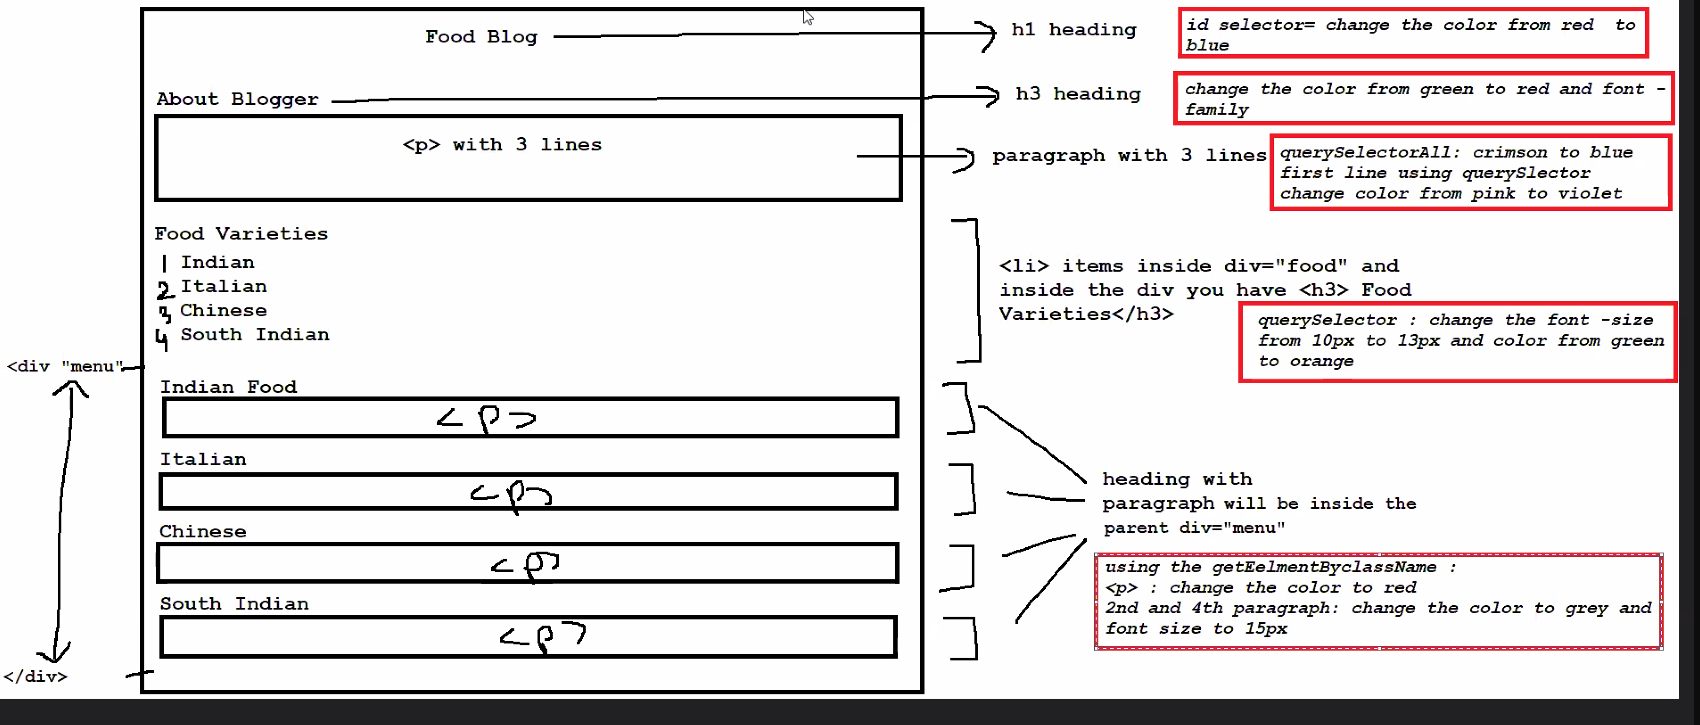 Food Blog
h1 heading
id selector= change the color from red to
blue
About Blogger
h3 heading
change the color from green to red and font -
family
<p> with 3 lines
paragraph with 3 lines
querySelectorAll: crimson to blue
first line using querySlector
change color from pink to violet
Food Varieties
1 Indian
2 Italian
3 Chinese
4 South Indian
<li> items inside div="food" and
inside the div you have <h3> Food
Varieties</h3>
querySelector : change the font -size
from 10px to 13px and color from green
to orange
<div "menu"
Indian Food
<p>
Italian
<p>
Chinese
<p>
South Indian
<p>
</div>
heading with
paragraph will be inside the
parent div="menu"
using the getEelmentByclassName :
<p> : change the color to red
2nd and 4th paragraph: change the color to grey and
font size to 15px